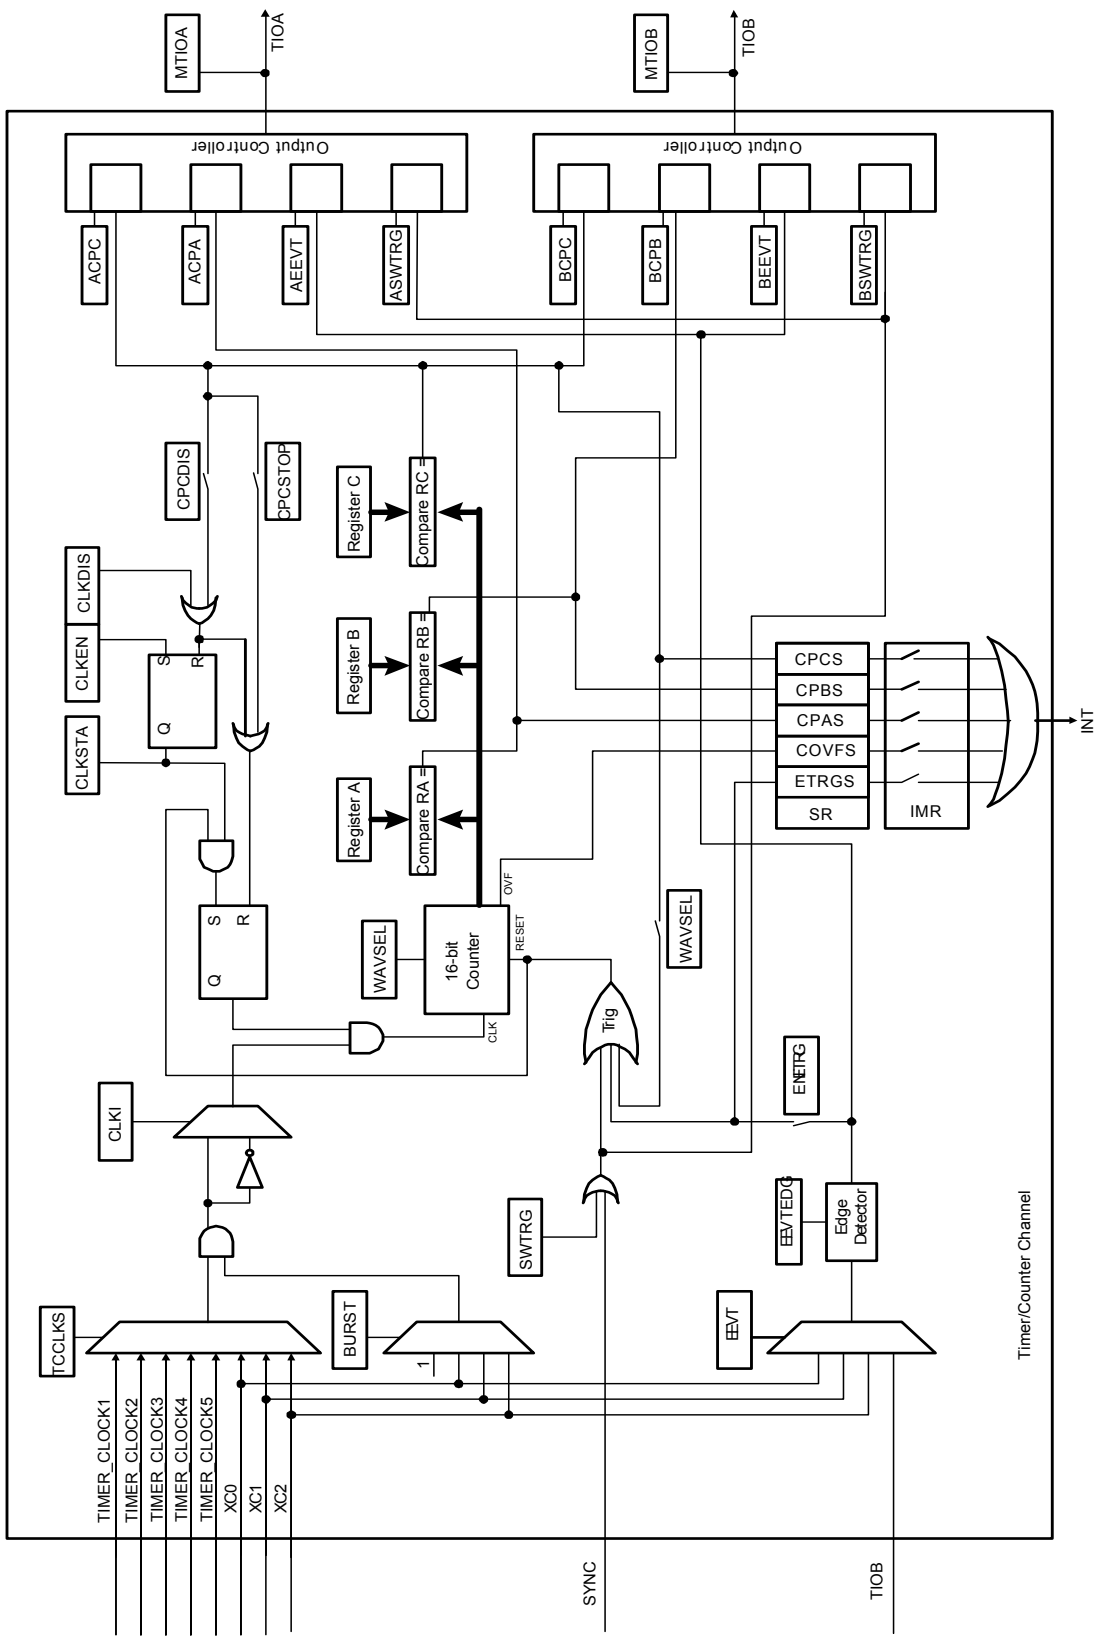 TCCLKS
TIMER_CLOCK1
TIMER_CLOCK2
TIMER_CLOCK3
TIMER_CLOCK4
TIMER_CLOCK5
XC0
XC1
XC2
CLKI
CLKSTA
CLKEN
CLKDIS
Q
S
R
Q
S
R
CPCDIS
CPCSTOP
ACPC
ACPA
AEEVT
ASWTRG
Output Controller
MTIOA
TIOA
BURST
1
WAVSEL
16-bit
Counter
CLK
RESET
OVF
Register A
Register B
Register C
Compare RA =
Compare RB =
Compare RC =
SYNC
SWTRG
Trig
WAVSEL
BCPC
BCPB
BEEVT
BSWTRG
Output Controller
MTIOB
TIOB
TIOB
EEVT
EEVTEDG
Edge
Detector
ENETRG
CPCS
CPBS
CPAS
COVFS
ETRGS
SR
IMR
INT
Timer/Counter Channel